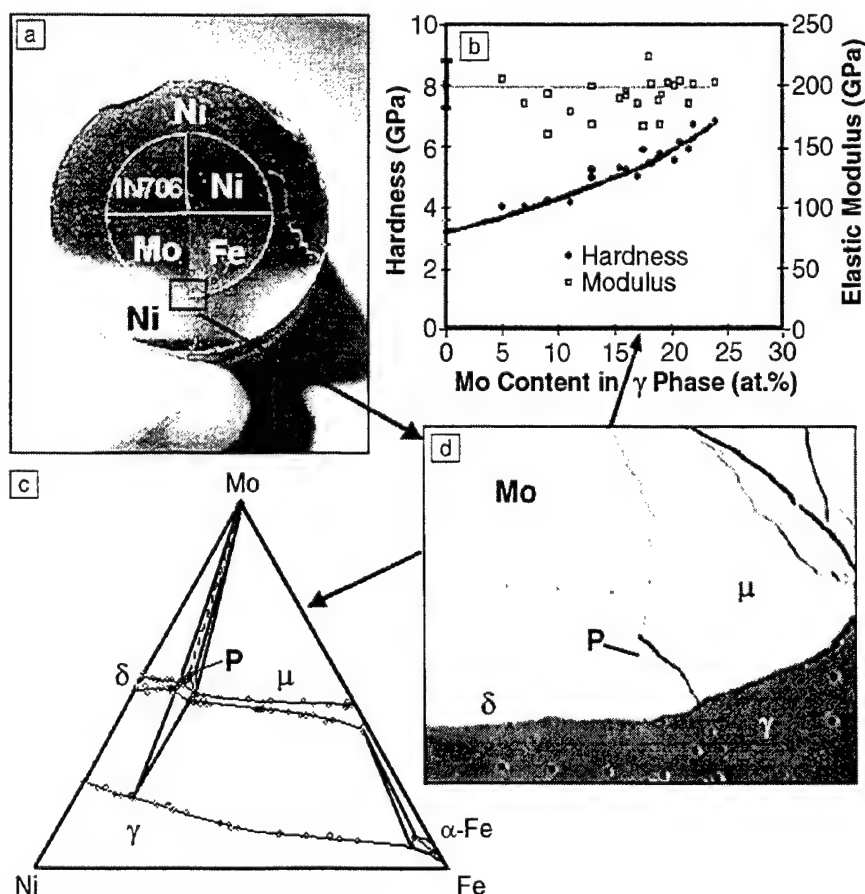 a
Ni
IN706 Ni
Mo Fe
Ni
b
Hardness (GPa)
10
8
6
4
2
0
Elastic Modulus (GPa)
250
200
150
100
50
0
Hardness
Modulus
0 5 10 15 20 25 30
Mo Content in γ Phase (at.%)
c
Mo
δ
P
μ
γ
α-Fe
Ni
Fe
d
Mo
μ
P
δ
γ